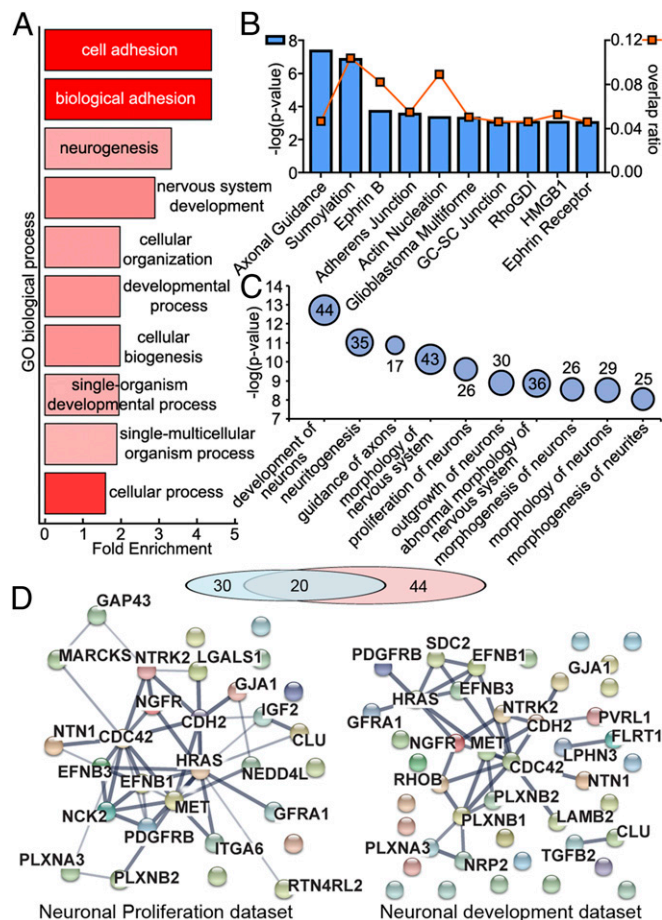 A
GO biological process
cell adhesion
biological adhesion
neurogenesis
nervous system
development
cellular
organization
developmental
process
cellular
biogenesis
single-organism
developmental process
single-multicellular
organism process
cellular process
0 1 2 3 4 5
Fold Enrichment
B
-log(p-value)
8
6
4
2
0
0.12
0.08
0.04
0.00
overlap ratio
Axonal Guidance
Sumoylation
Ephrin B
Adherens Junction
Actin Nucleation
Glioblastoma Multiforme
GC-SC Junction
RhoGDI
HMGB1
Ephrin Receptor
C
-log(p-value)
14
13
12
11
10
9
8
7
44
35
17
43
26
30
36
26
29
25
development of
neurons
neuritogenesis
guidance of axons
morphology of
nervous system
proliferation of neurons
outgrowth of neurons
abnormal morphology of
nervous system
morphogenesis of neurons
morphology of neurons
morphogenesis of neurites
30 20 44
D
GAP43
MARCKS
NTRK2
LGALS1
NGFR
GJA1
NTN1
CDC42
CDH2
IGF2
CLU
HRAS
EFNB3
EFNB1
NEDD4L
MET
NCK2
GFRA1
PDGFRB
ITGA6
PLXNA3
PLXNB2
RTN4RL2
Neuronal Proliferation dataset
SDC2
PDGFRB
EFNB1
GJA1
HRAS
EFNB3
NTRK2
GFRA1
CDH2
PVRL1
NGFR
MET
FLRT1
LPHN3
CDC42
RHOB
NTN1
PLXNB2
PLXNB1
LAMB2
CLU
PLXNA3
NRP2
TGFB2
Neuronal development dataset